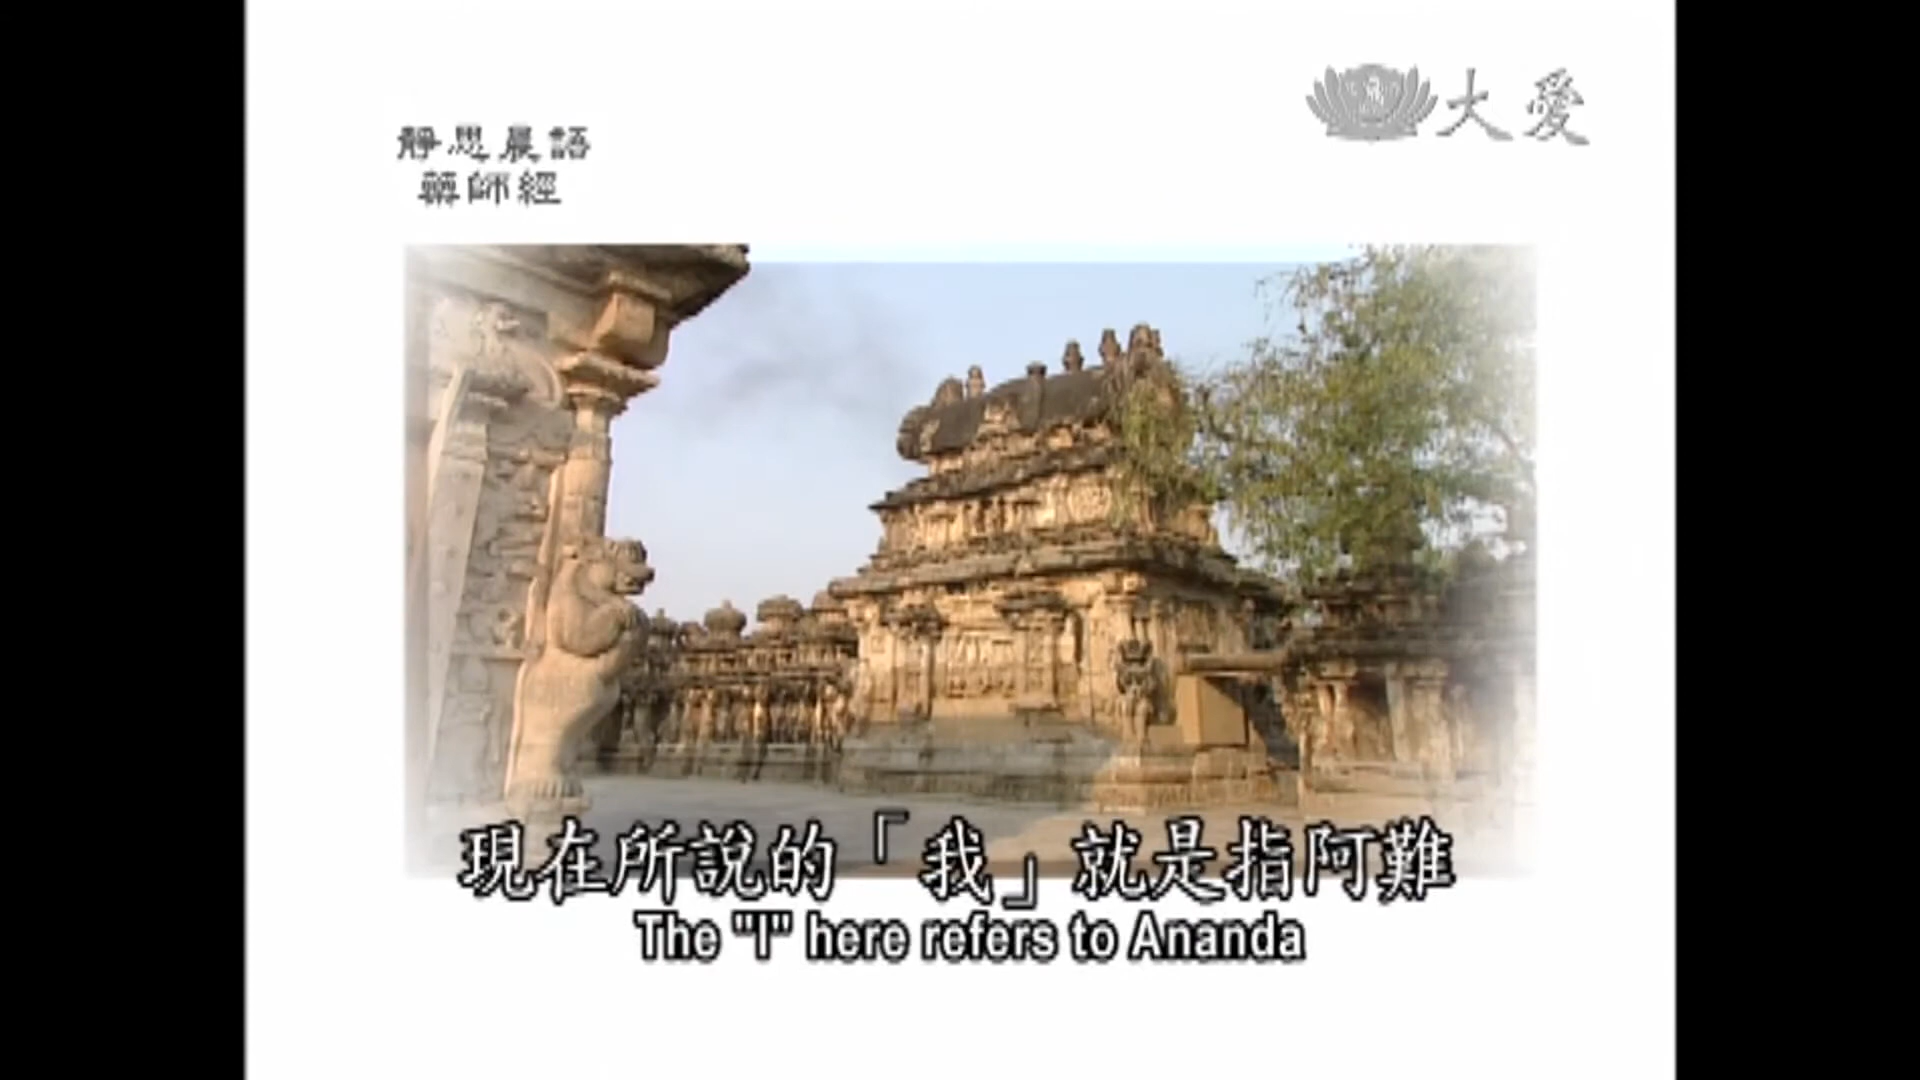 大愛
靜思晨語
藥師經
現在所說的「我」就是指阿難
The "I" here refers to Ananda